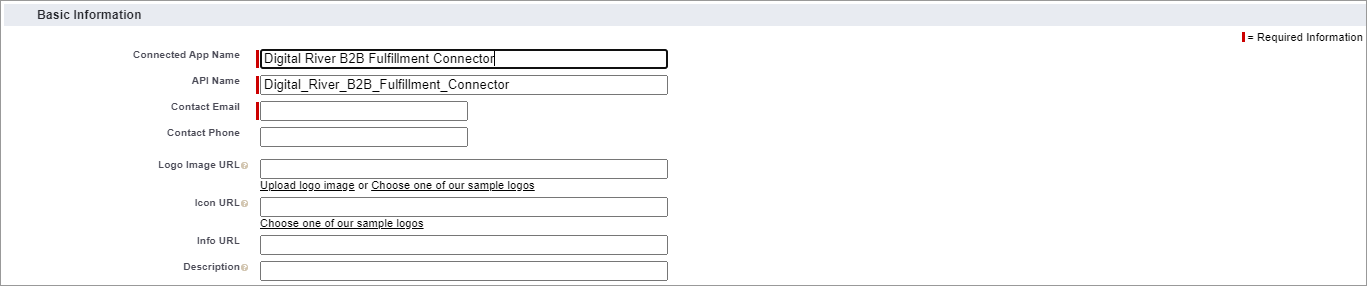 Basic Information
= Required Information
Connected App Name Digital River B2B Fulfillment Connector
API Name Digital_River_B2B_Fulfillment_Connector
Contact Email
Contact Phone
Logo Image URL ?
Upload logo image or Choose one of our sample logos
Icon URL ?
Choose one of our sample logos
Info URL
Description ?